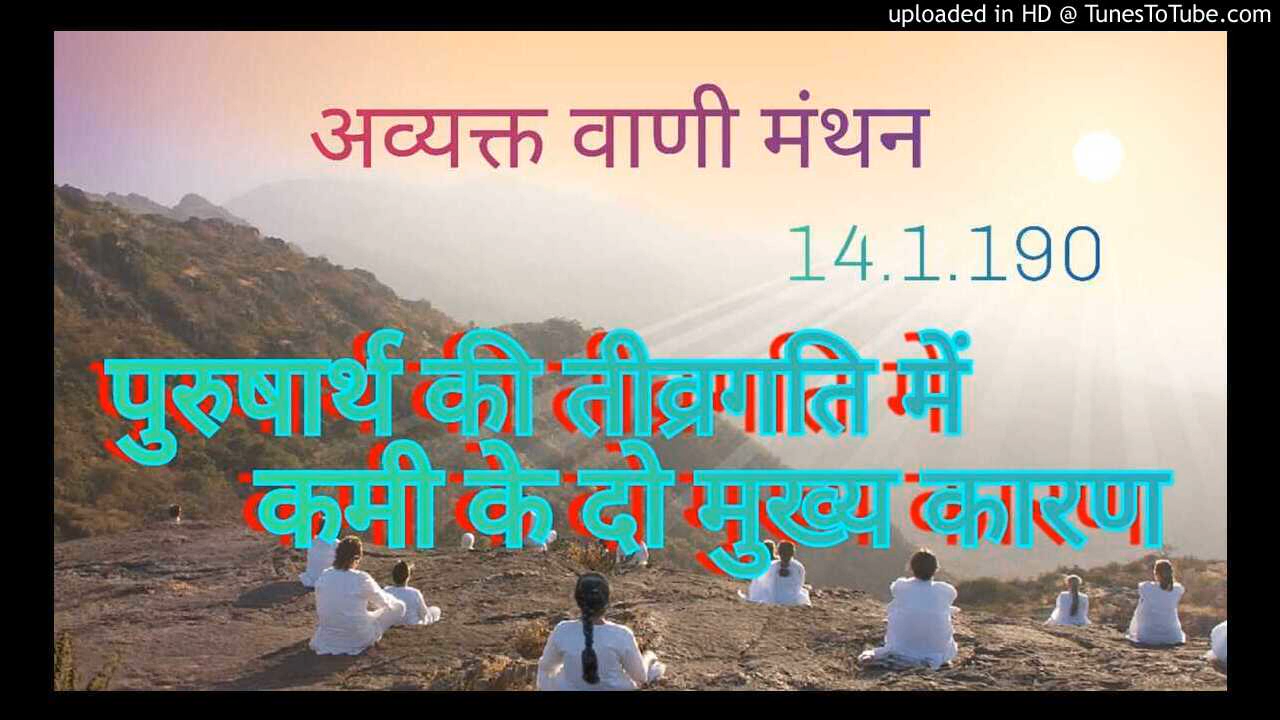 uploaded in HD @ TunesToTube.com
अव्यक्त वाणी मंथन
14.1.190
पुरुषार्थ की तीव्रगति में
कमी के दो मुख्य कारण